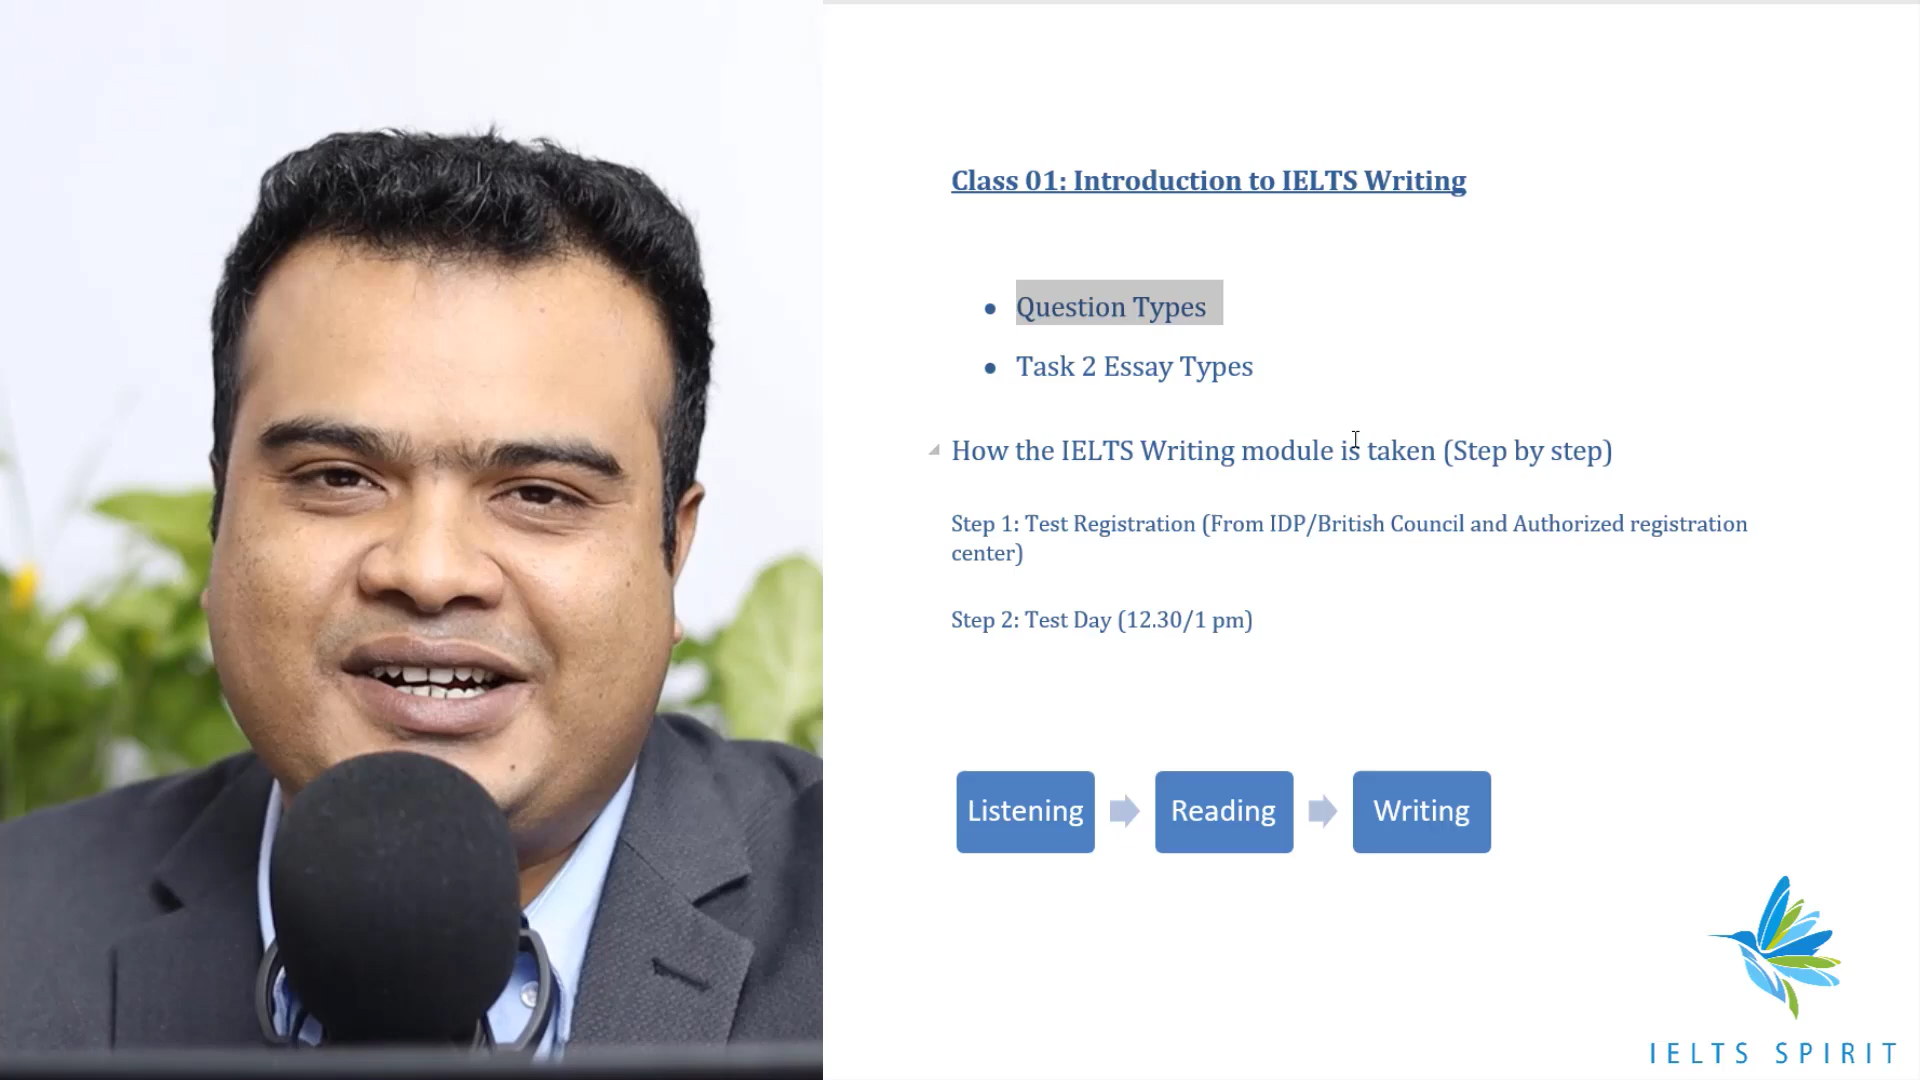 Class 01: Introduction to IELTS Writing
Question Types
Task 2 Essay Types
How the IELTS Writing module is taken (Step by step)
Step 1: Test Registration (From IDP/British Council and Authorized registration
center)
Step 2: Test Day (12.30/1 pm)
Listening
Reading
Writing
IELTS SPIRIT